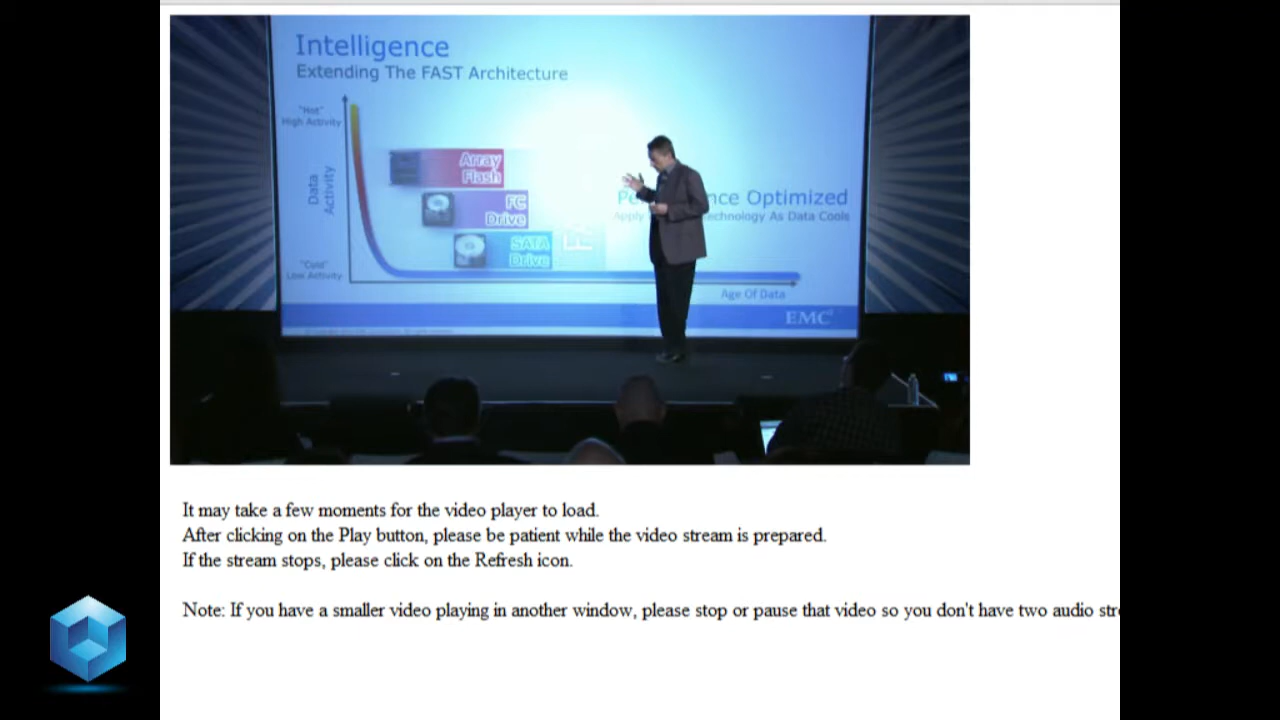 Intelligence
Extending The FAST Architecture
"Hot"
High Activity
Data
Activity
Array
Flash
FC
Drive
SATA
Drive
nce Optimized
Apply
echnology As Data Cools
"Cold"
Low Activity
Age Of Data
EMC²
It may take a few moments for the video player to load.
After clicking on the Play button, please be patient while the video stream is prepared.
If the stream stops, please click on the Refresh icon.
Note: If you have a smaller video playing in another window, please stop or pause that video so you don't have two audio str